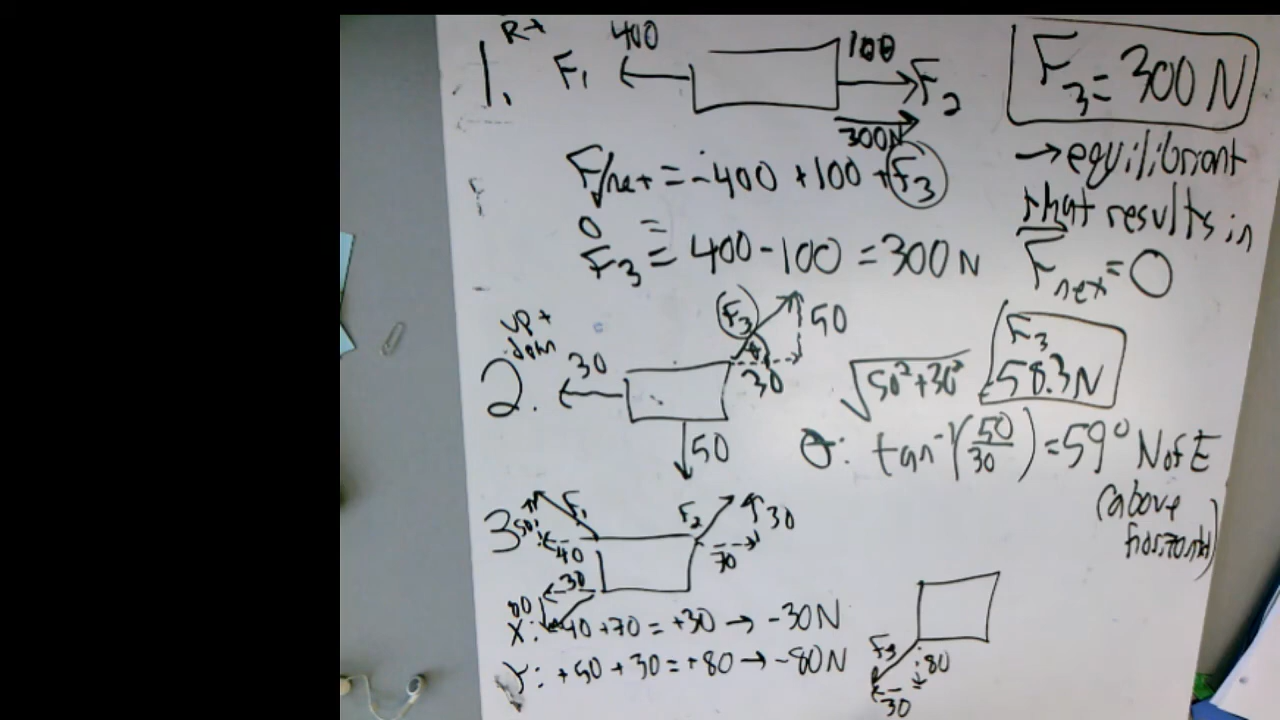 1. R+ F₁ 400 100 F₂
300N
F₃ = 300 N
→ equilibriant
that results in
Fnet = 0
Fnet = -400 + 100 + F₃
0 =
F₃ = 400 - 100 = 300 N
2. up + down
30 50 F₃ 50 30
√50² + 30²
F₃
= 58.3 N
θ: tan⁻¹(50/30) = 59° N of E
(above
horizontal)
3. 50 F₁ 40 F₂ 30 70
30
80
X: -40 + 70 = +30 → -30N
Y: +50 + 30 = +80 → -80N
F₃ 80
30